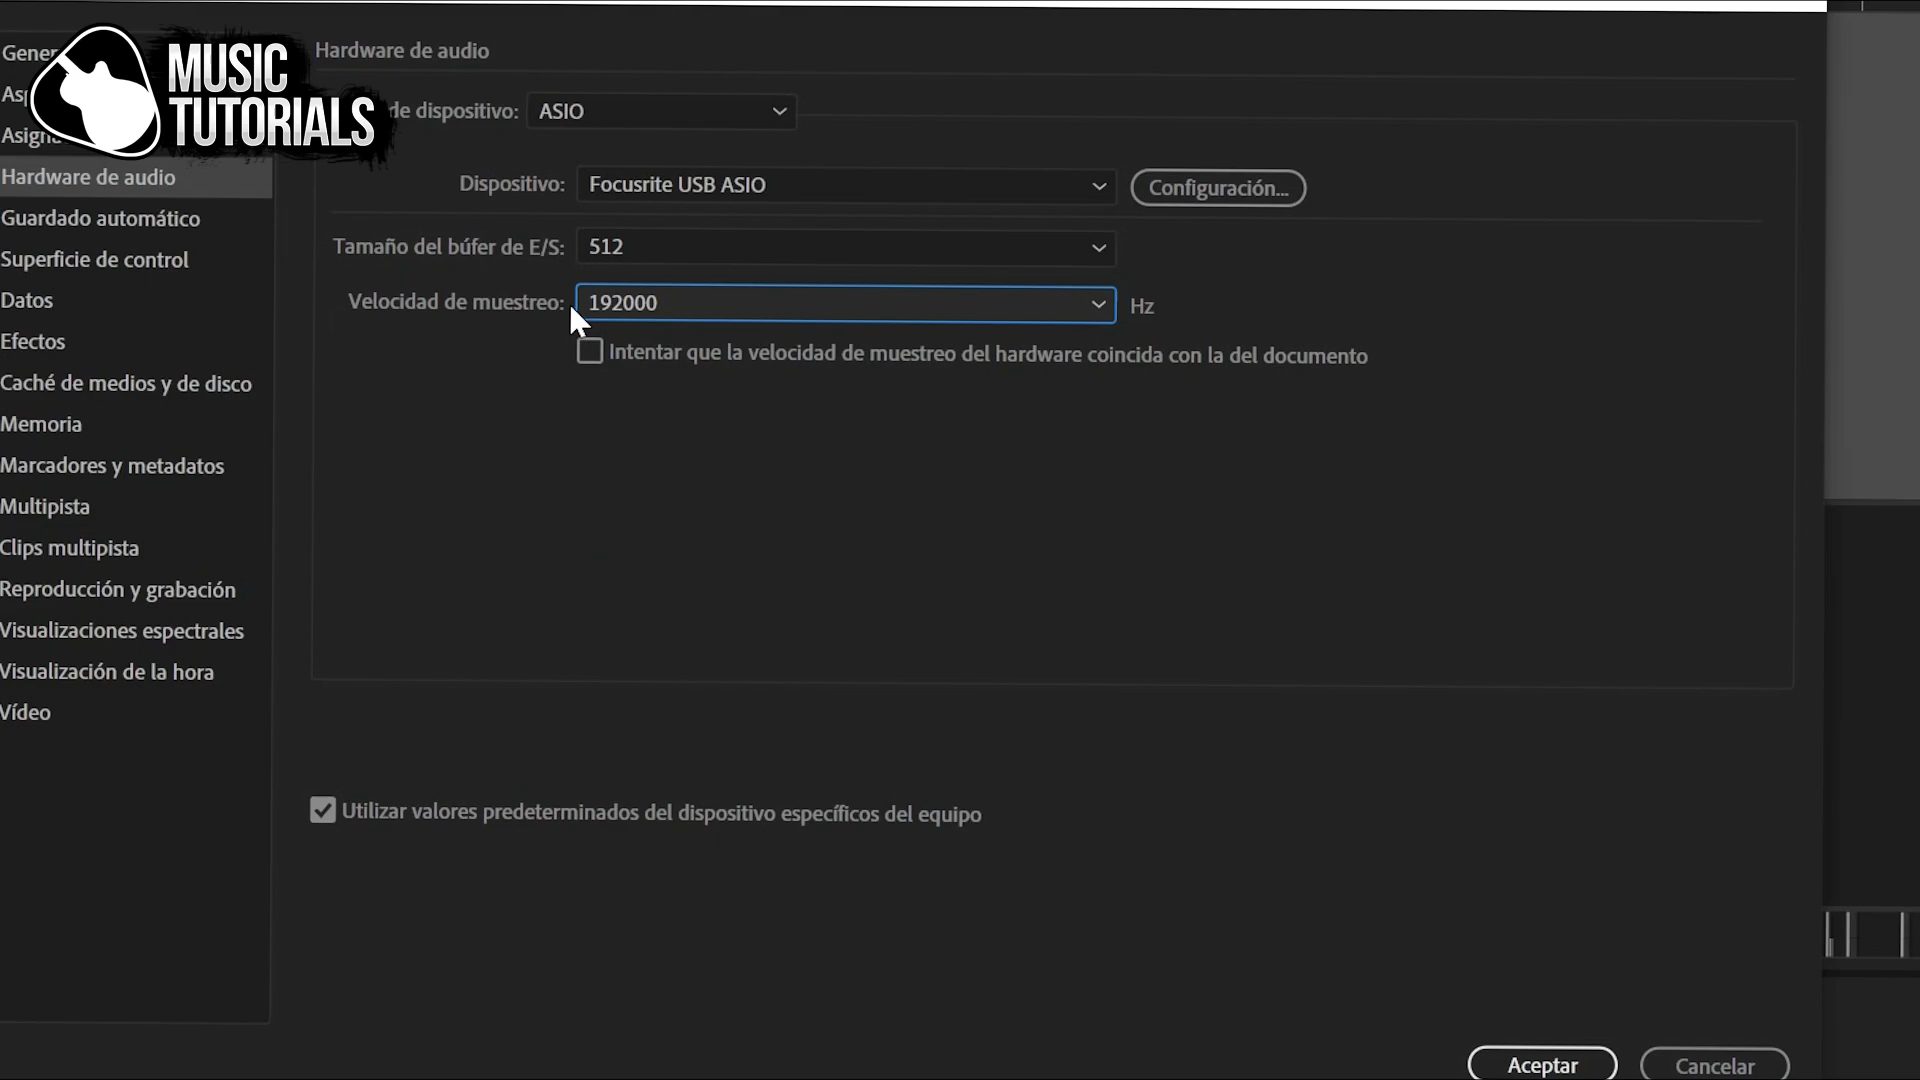 MUSIC
TUTORIALS
Hardware de audio
de dispositivo: ASIO
Dispositivo: Focusrite USB ASIO Configuración...
Tamaño del búfer de E/S: 512
Velocidad de muestreo: 192000 Hz
Intentar que la velocidad de muestreo del hardware coincida con la del documento
Utilizar valores predeterminados del dispositivo específicos del equipo
Hardware de audio
Guardado automático
Superficie de control
Datos
Efectos
Caché de medios y de disco
Memoria
Marcadores y metadatos
Multipista
Clips multipista
Reproducción y grabación
Visualizaciones espectrales
Visualización de la hora
Vídeo
Aceptar Cancelar